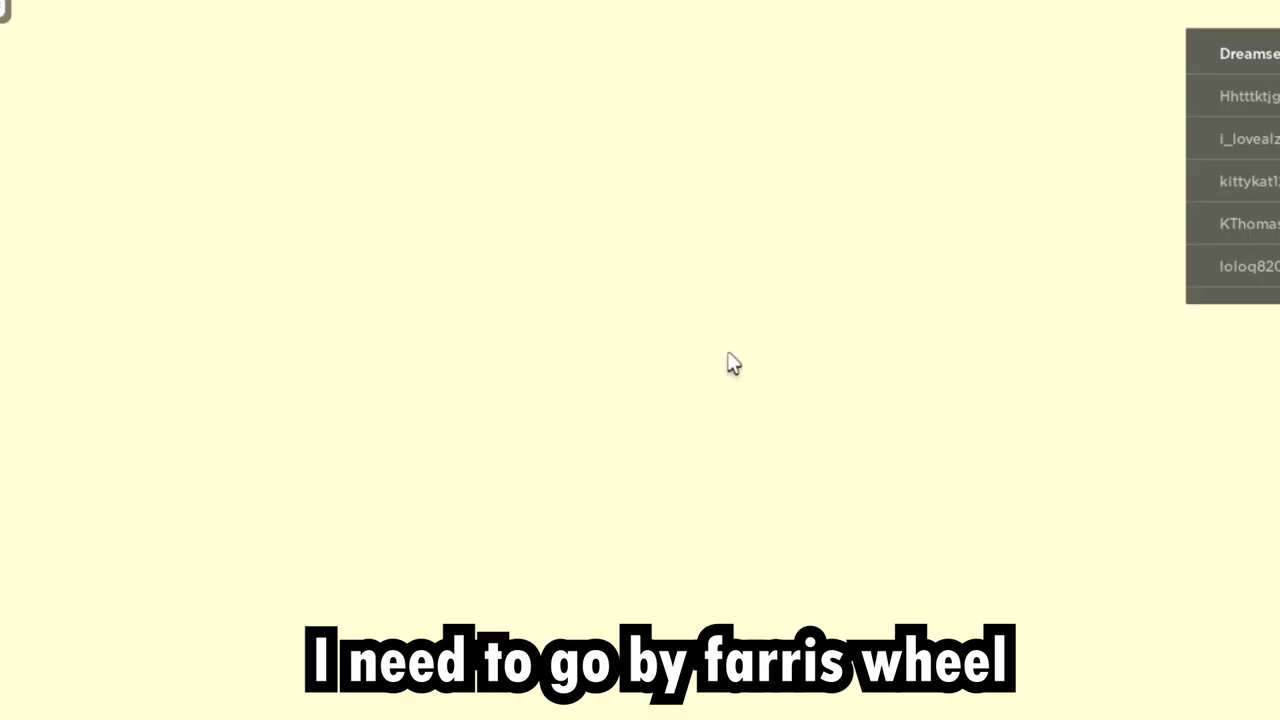 Dreamse
Hhtttktjg
i_lovealz
kittykat1
KThomas
loloq820
I need to go by farris wheel